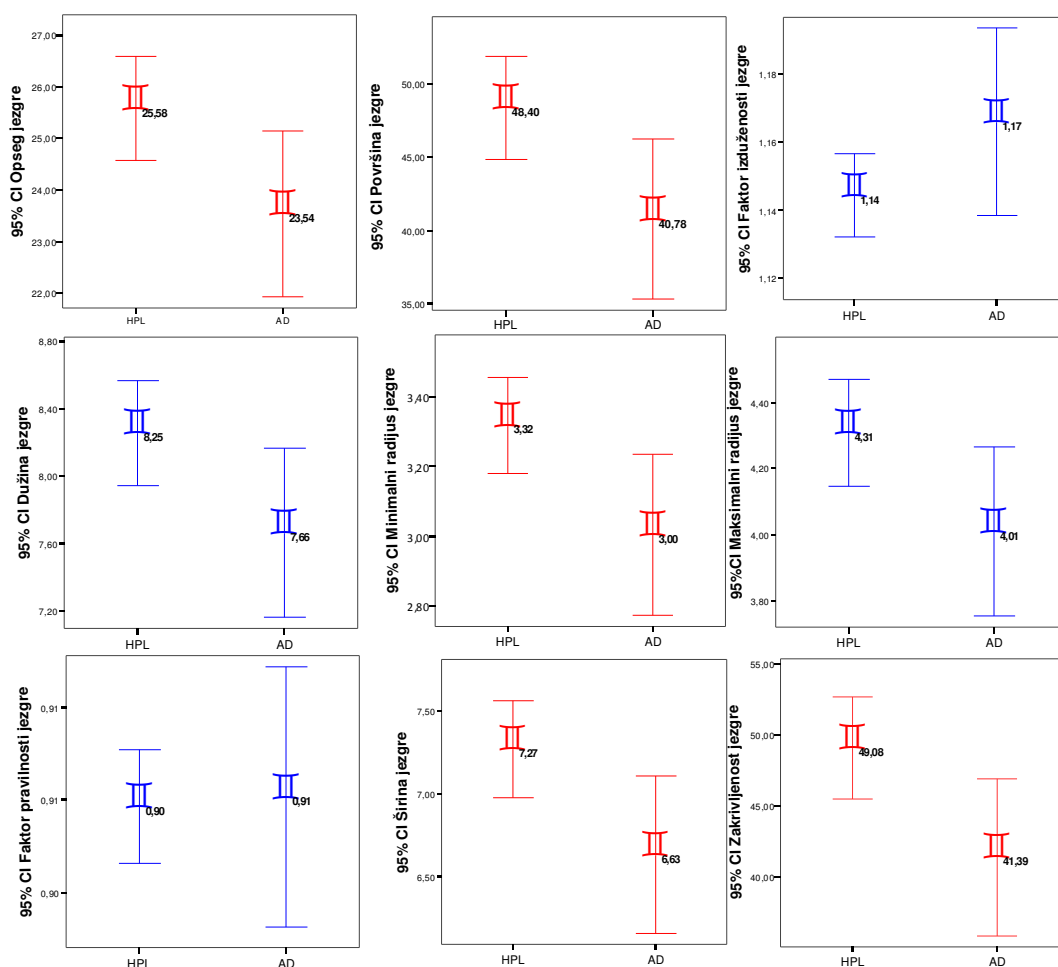 95% CI Opseg jezgre
27,00
26,00
25,00
24,00
23,00
22,00
25,58
23,54
HPL
AD
95% CI Površina jezgre
50,00
45,00
40,00
35,00
48,40
40,78
HPL
AD
95% CI Faktor izduženosti jezgre
1,18
1,16
1,14
1,12
1,14
1,17
HPL
AD
95% CI Dužina jezgre
8,80
8,40
8,00
7,60
7,20
8,25
7,66
HPL
AD
95% CI Minimalni radijus jezgre
3,40
3,20
3,00
2,80
3,32
3,00
HPL
AD
95%CI Maksimalni radijus jezgre
4,40
4,20
4,00
3,80
4,31
4,01
HPL
AD
95% CI Faktor pravilnosti jezgre
0,91
0,91
0,90
0,90
0,91
HPL
AD
95% CI Širina jezgre
7,50
7,00
6,50
7,27
6,63
HPL
AD
95% CI Zakrivljenost jezgre
55,00
50,00
45,00
40,00
49,08
41,39
HPL
AD